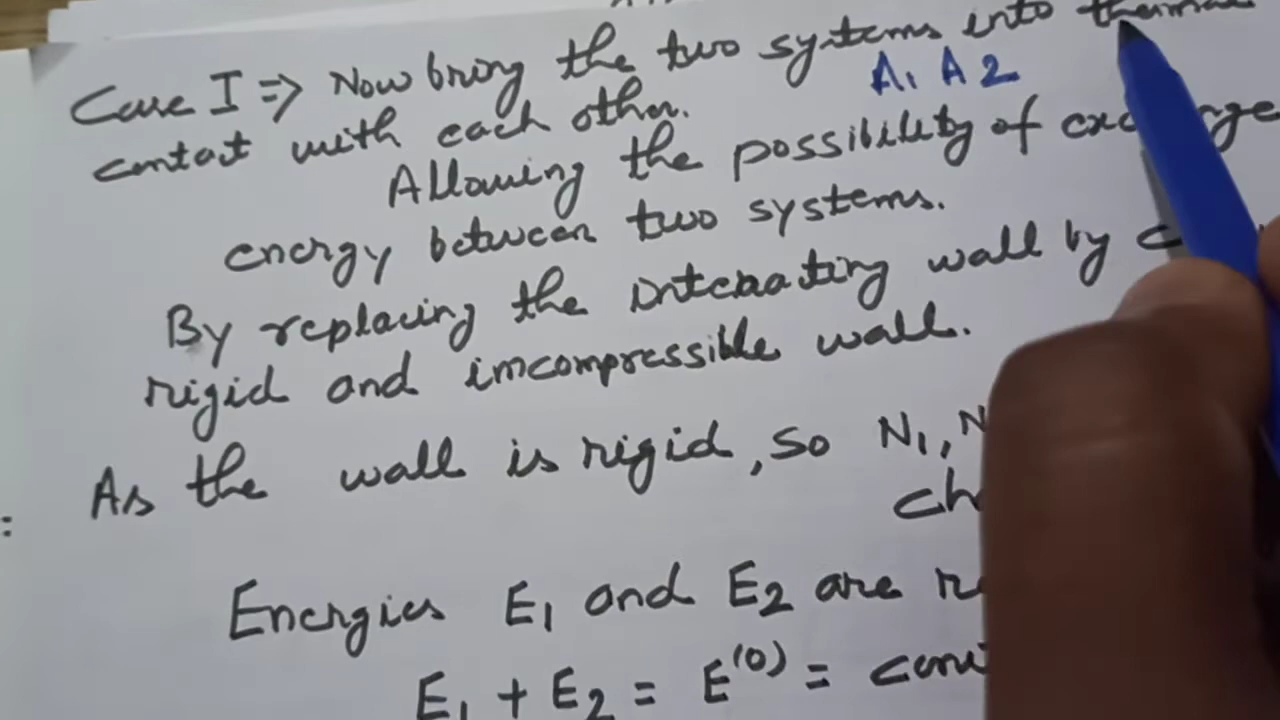 Case I => Now bring the two systems into thermal
A1 A2
contact with each other.
Allowing the possibility of
energy between two systems.
By replacing the interacting wall by
rigid and imcompressible wall.
As the wall is rigid, so N1,
Energies E1 and E2 are
E1 + E2 = E(0) =